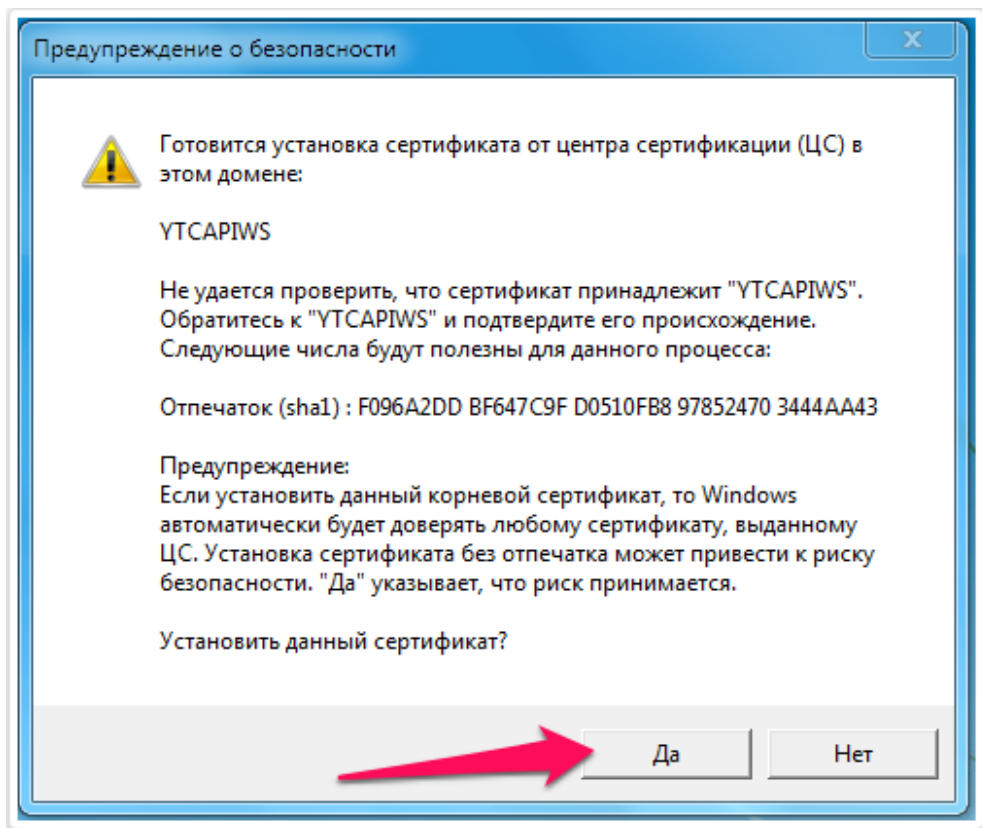 Предупреждение о безопасности
Готовится установка сертификата от центра сертификации (ЦС) в
этом домене:
YTCAPIWS
Не удается проверить, что сертификат принадлежит "YTCAPIWS".
Обратитесь к "YTCAPIWS" и подтвердите его происхождение.
Следующие числа будут полезны для данного процесса:
Отпечаток (sha1) : F096A2DD BF647C9F D0510FB8 97852470 3444AA43
Предупреждение:
Если установить данный корневой сертификат, то Windows
автоматически будет доверять любому сертификату, выданному
ЦС. Установка сертификата без отпечатка может привести к риску
безопасности. "Да" указывает, что риск принимается.
Установить данный сертификат?
Да
Нет